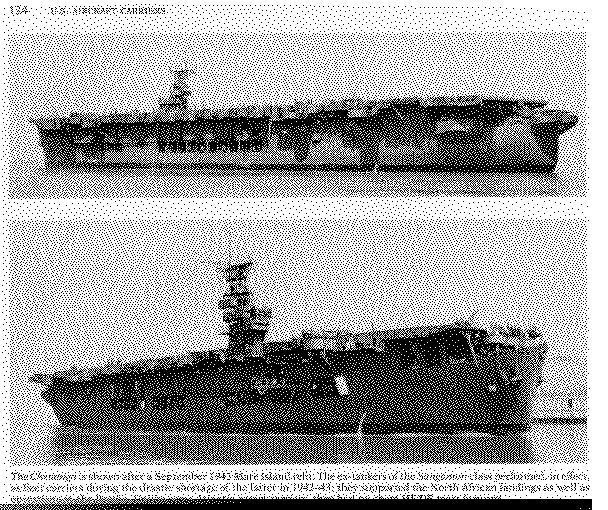 124 U.S. AIRCRAFT CARRIERS
The Chenango is shown after a September 1943 Mare Island refit. The ex-tankers of the Sangamon class performed, in effect,
as fleet carriers during the drastic shortage of the latter in 1942-43; they supported the North African landings as well as